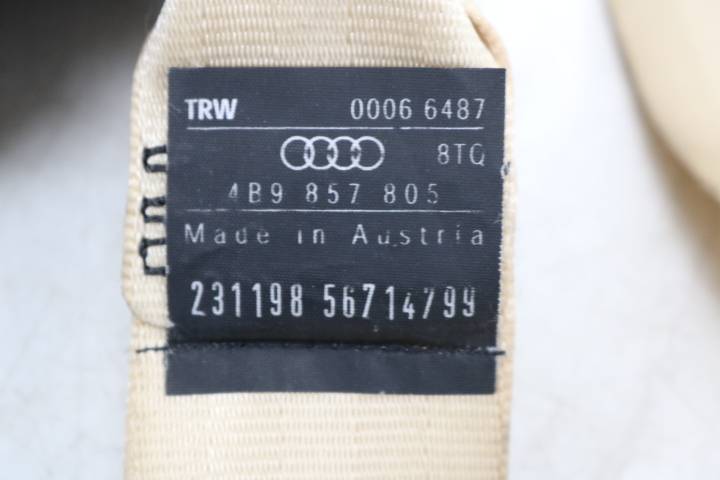 TRW 0006 6487
8TQ
4B9 857 805
Made in Austria
231198 56714799